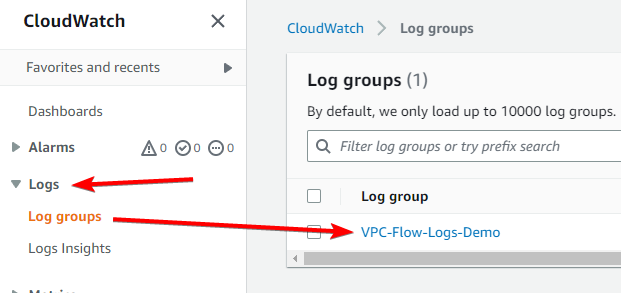 CloudWatch
Favorites and recents
Dashboards
Alarms 0 0 0
Logs
Log groups
Logs Insights
CloudWatch > Log groups
Log groups (1)
By default, we only load up to 10000 log groups.
Filter log groups or try prefix search
Log group
VPC-Flow-Logs-Demo